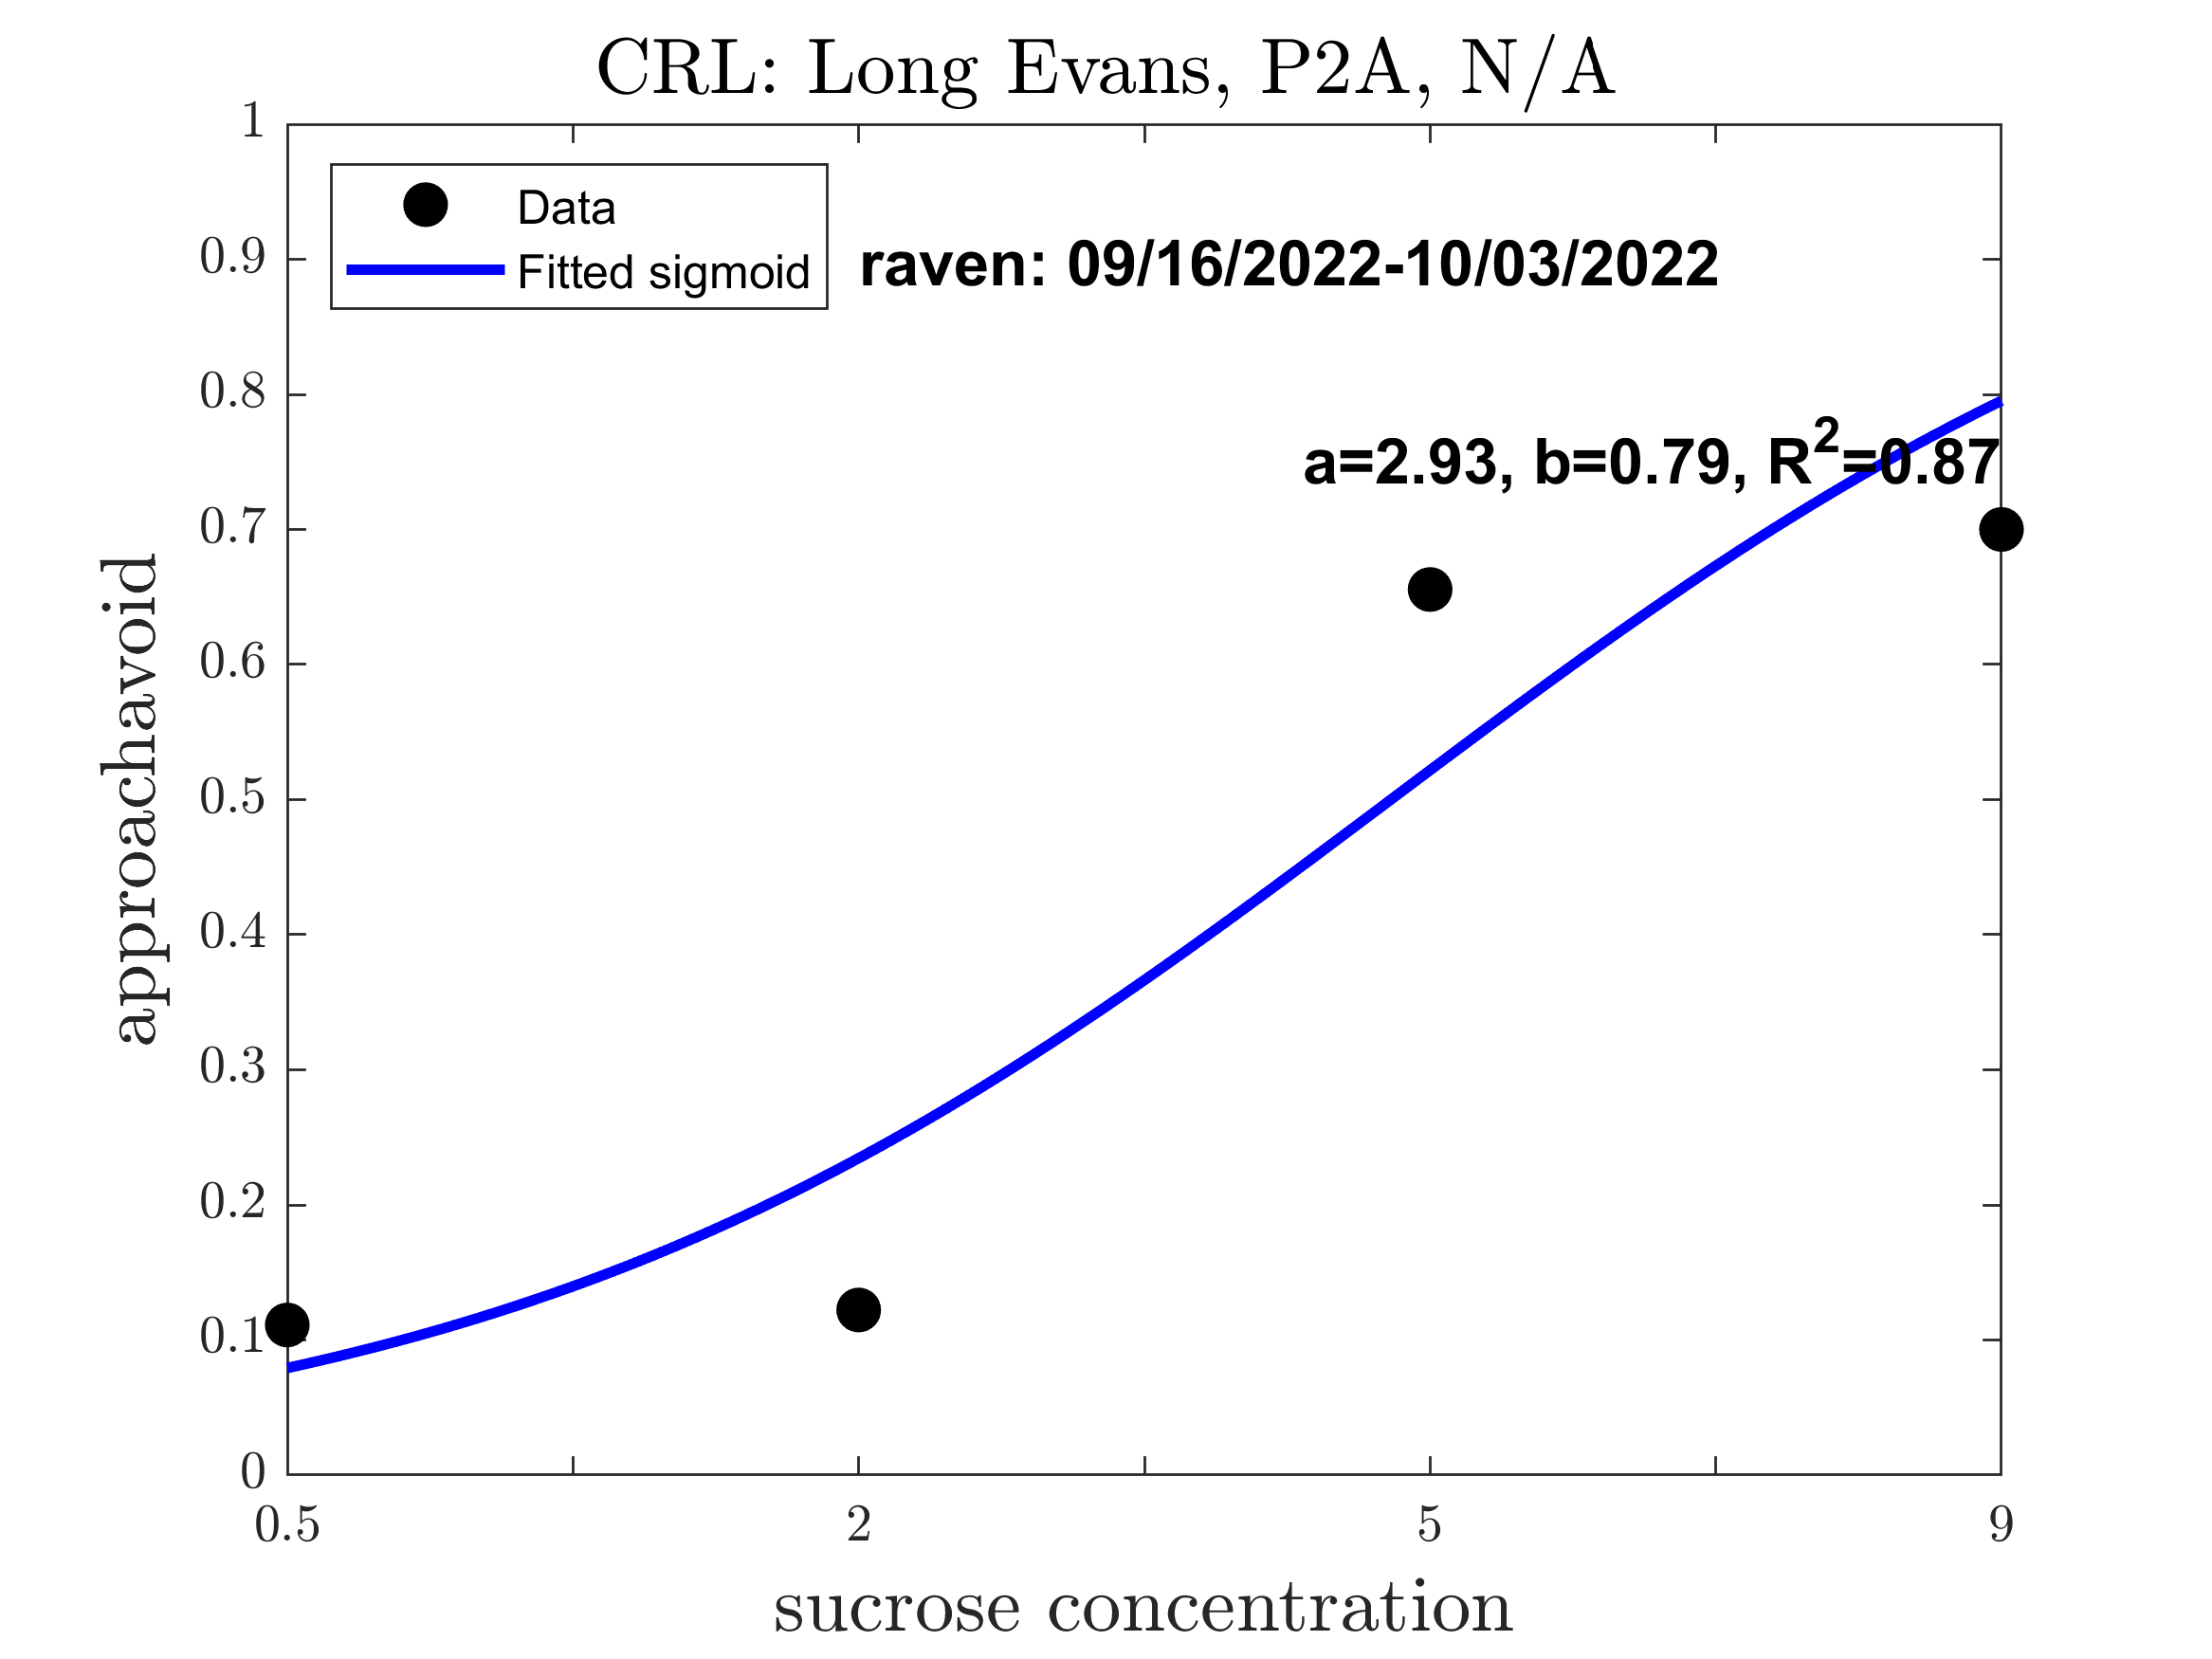 CRL: Long Evans, P2A, N/A
1
Data
Fitted sigmoid
raven: 09/16/2022-10/03/2022
0.9
0.8
a=2.93, b=0.79, R²=0.87
0.7
0.6
0.5
0.4
0.3
0.2
0.1
0
approachavoid
0.5 2 5 9
sucrose concentration